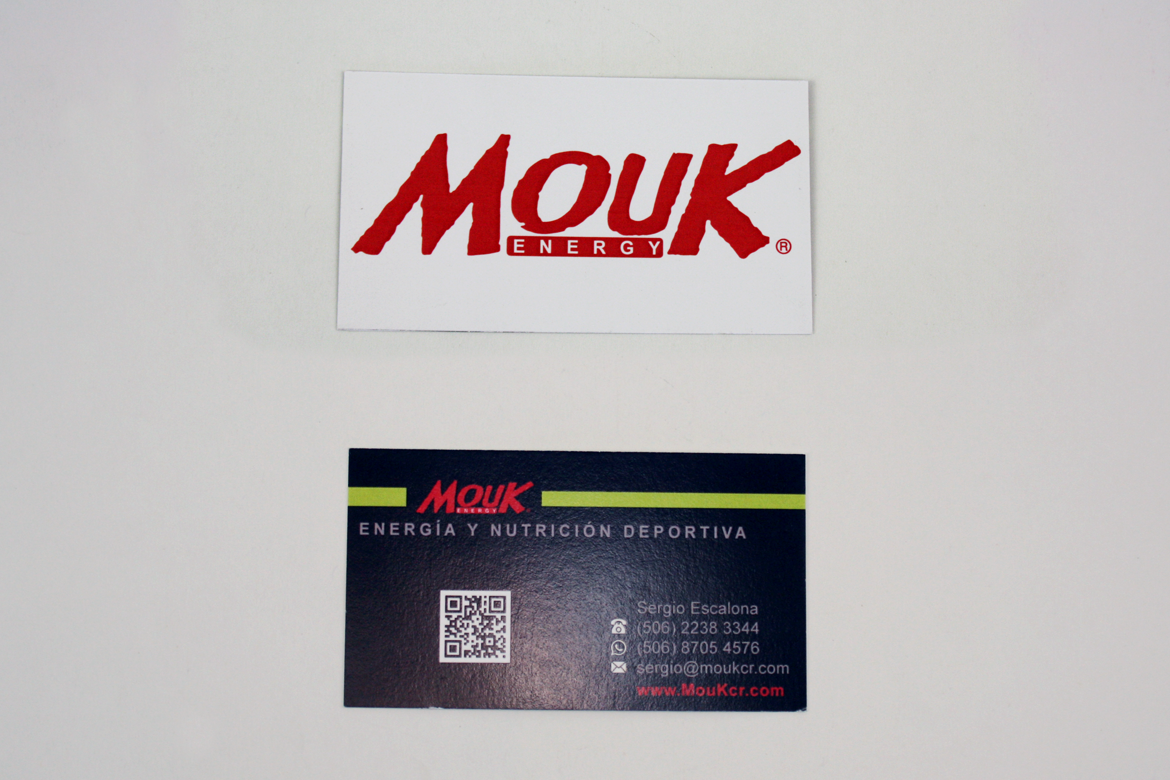 MOUK
ENERGY ®
MOUK
ENERGY
ENERGÍA Y NUTRICIÓN DEPORTIVA
Sergio Escalona
(506) 2238 3344
(506) 8705 4576
sergio@moukcr.com
www.MouKcr.com